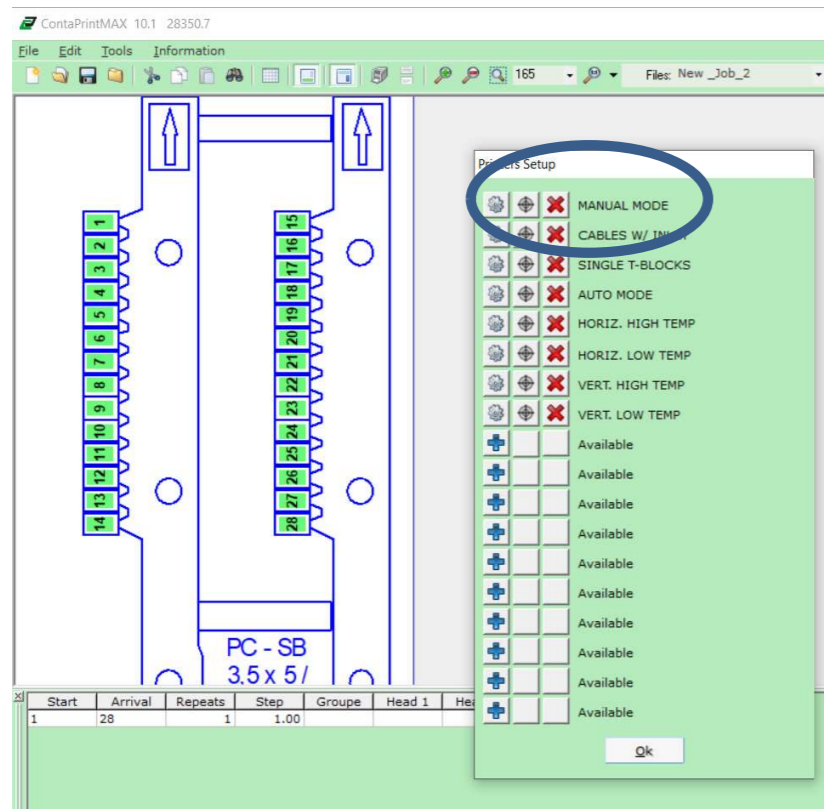 ContaPrintMAX 10.1 28350.7
File Edit Tools Information
165 Files: New _Job_2
1
2
3
4
5
6
7
8
9
10
11
12
13
14
15
16
17
18
19
20
21
22
23
24
25
26
27
28
PC - SB
3,5 x 5 /
Setup
MANUAL MODE
CABLES W/
SINGLE T-BLOCKS
AUTO MODE
HORIZ. HIGH TEMP
HORIZ. LOW TEMP
VERT. HIGH TEMP
VERT. LOW TEMP
Available
Available
Available
Available
Available
Available
Available
Available
Available
Available
Ok
Start Arrival Repeats Step Groupe Head 1
1 28 1 1.00